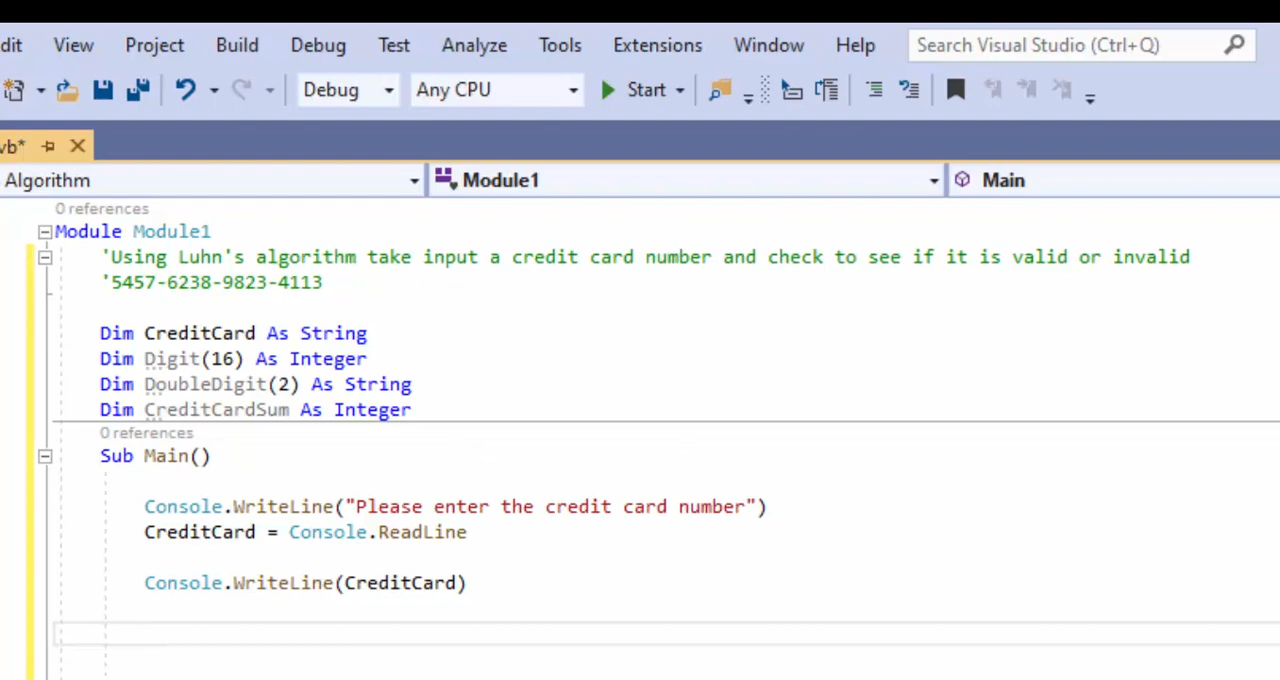 dit View Project Build Debug Test Analyze Tools Extensions Window Help Search Visual Studio (Ctrl+Q)
Debug Any CPU Start
vb*
Algorithm Module1 Main
0 references
Module Module1
'Using Luhn's algorithm take input a credit card number and check to see if it is valid or invalid
'5457-6238-9823-4113
Dim CreditCard As String
Dim Digit(16) As Integer
Dim DoubleDigit(2) As String
Dim CreditCardSum As Integer
0 references
Sub Main()
Console.WriteLine("Please enter the credit card number")
CreditCard = Console.ReadLine
Console.WriteLine(CreditCard)